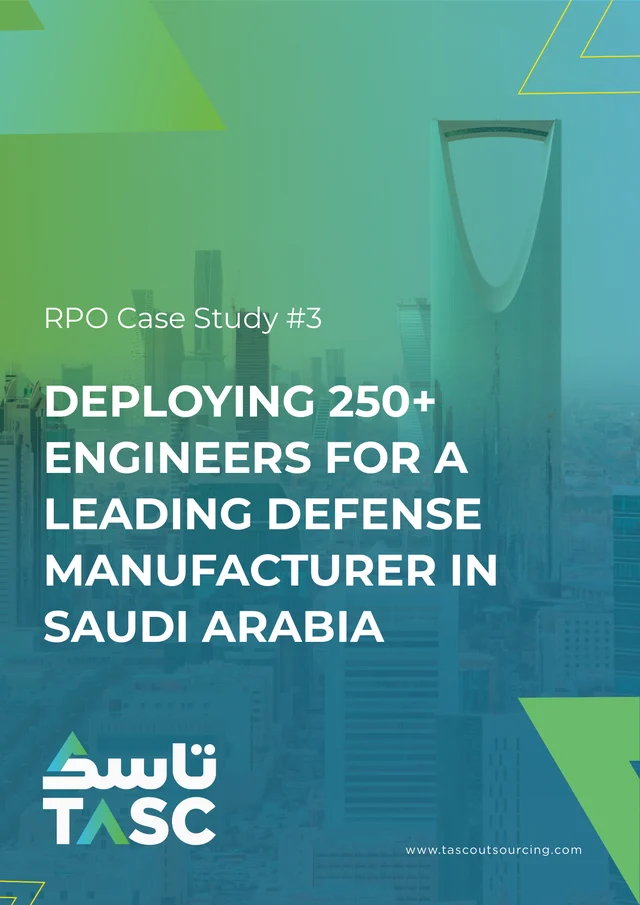 RPO Case Study #3
DEPLOYING 250+
ENGINEERS FOR A
LEADING DEFENSE
MANUFACTURER IN
SAUDI ARABIA
تاسك
TASC
www.tascoutsourcing.com